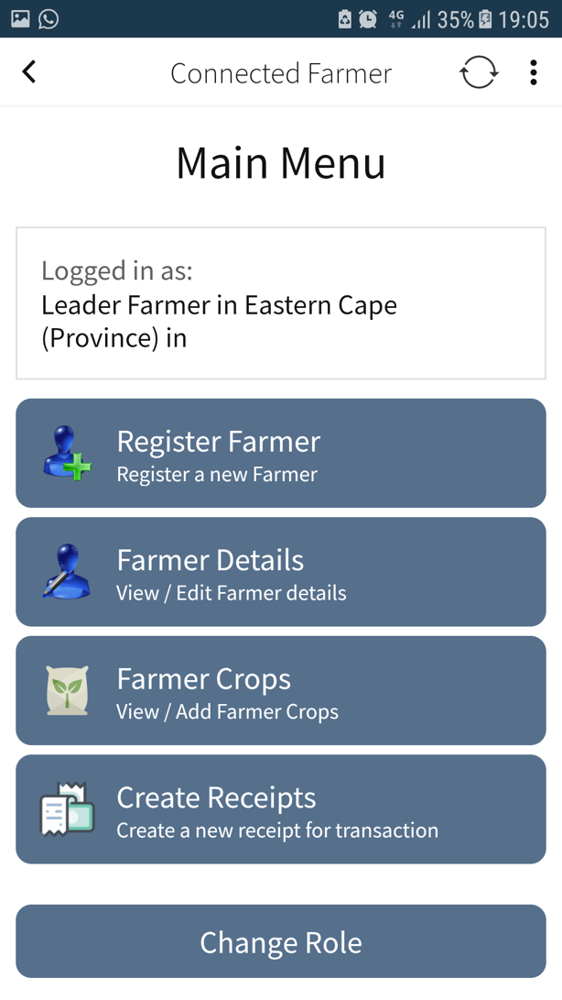 4G 35% 19:05
Connected Farmer
Main Menu
Logged in as:
Leader Farmer in Eastern Cape
(Province) in
Register Farmer
Register a new Farmer
Farmer Details
View / Edit Farmer details
Farmer Crops
View / Add Farmer Crops
Create Receipts
Create a new receipt for transaction
Change Role